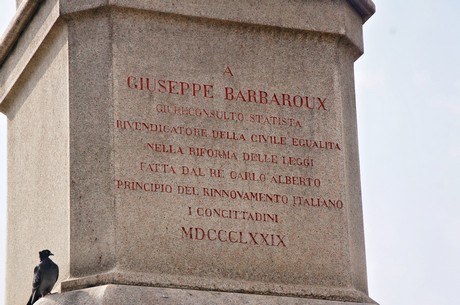 A
GIUSEPPE BARBAROUX
GIURECONSULTO STATISTA
RIVENDICATORE DELLA CIVILE EGUALITÀ
NELLA RIFORMA DELLE LEGGI
FATTA DAL RE CARLO ALBERTO
PRINCIPIO DEL RINNOVAMENTO ITALIANO
I CONCITTADINI
MDCCCLXXIX